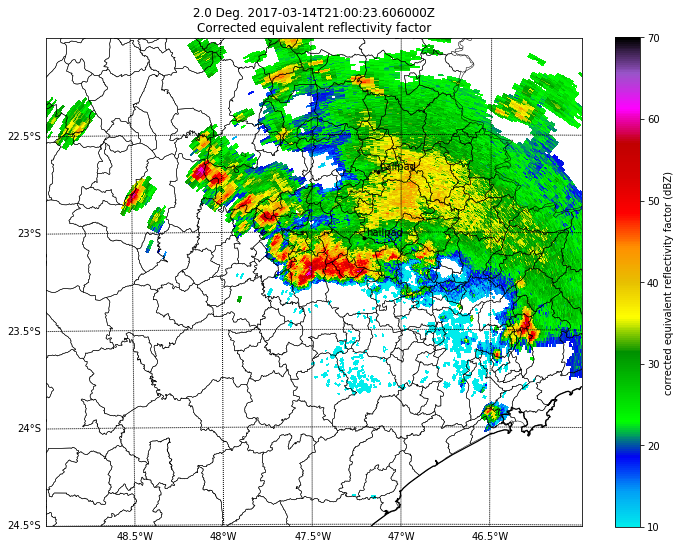 2.0 Deg. 2017-03-14T21:00:23.606000Z
Corrected equivalent reflectivity factor
22.5°S
23°S
23.5°S
24°S
24.5°S
48.5°W
48°W
47.5°W
47°W
46.5°W
hailpad
hailpad
70
60
50
40
30
20
10
corrected equivalent reflectivity factor (dBZ)